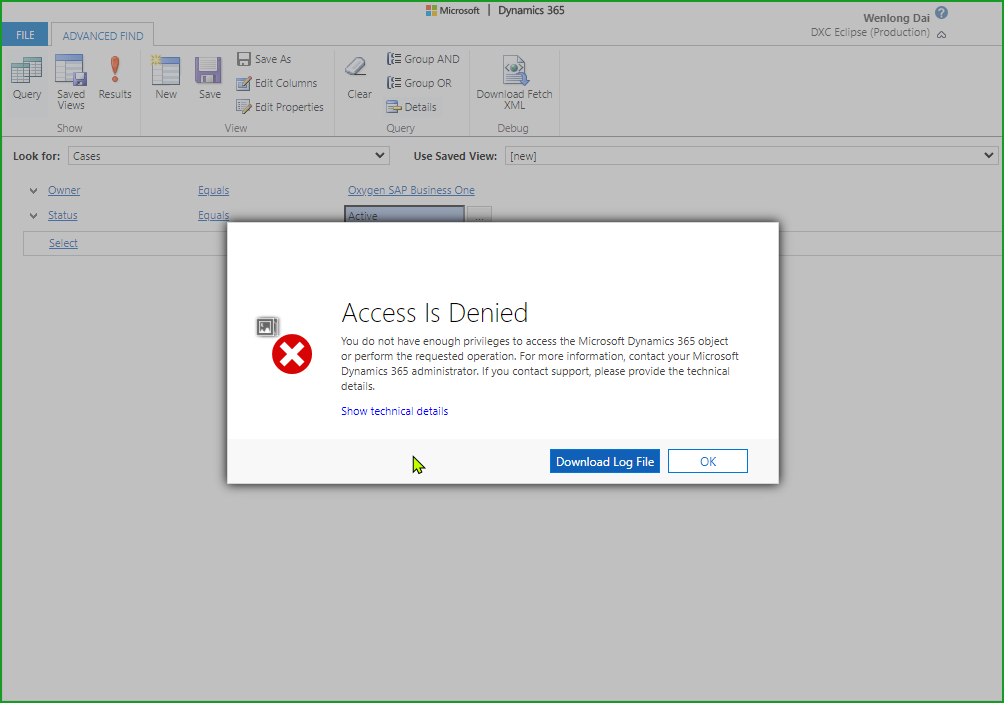 Microsoft | Dynamics 365
Wenlong Dai ?
DXC Eclipse (Production)
FILE
ADVANCED FIND
Query
Saved Views
Results
New
Save
Save As
Edit Columns
Edit Properties
Clear
Group AND
Group OR
Details
Download Fetch XML
Show
View
Query
Debug
Look for: Cases
Use Saved View: [new]
Owner Equals Oxygen SAP Business One
Status Equals Active ...
Select
Access Is Denied
You do not have enough privileges to access the Microsoft Dynamics 365 object
or perform the requested operation. For more information, contact your Microsoft
Dynamics 365 administrator. If you contact support, please provide the technical
details.
Show technical details
Download Log File
OK